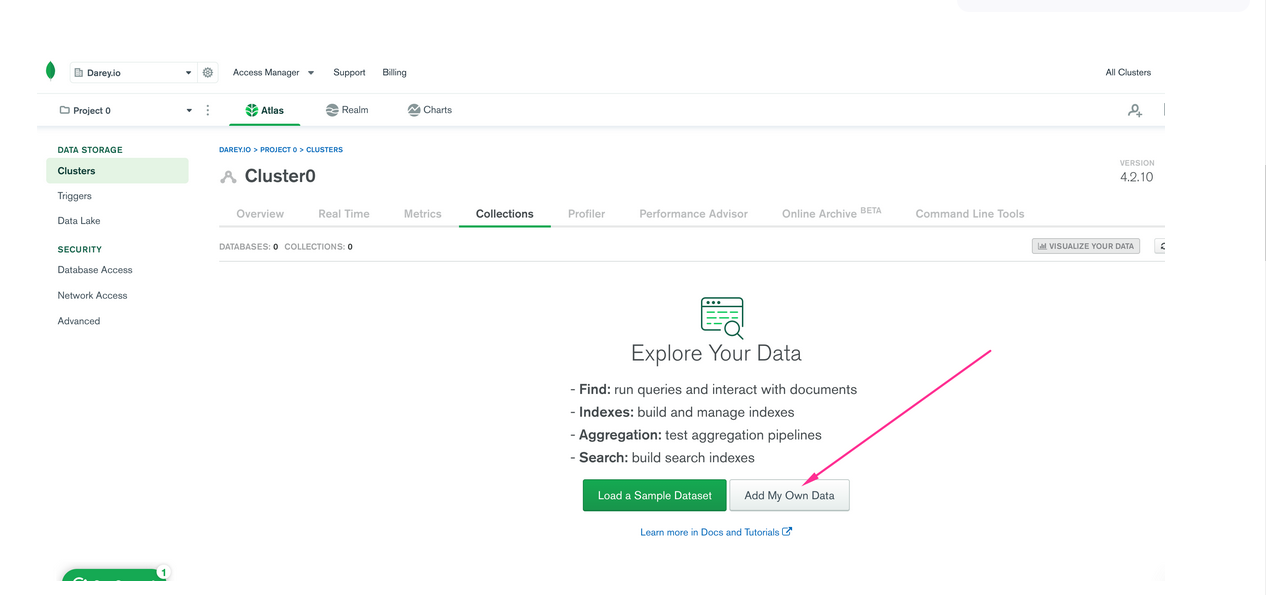 Darey.io
Access Manager
Support
Billing
All Clusters
Project 0
Atlas
Realm
Charts
DATA STORAGE
Clusters
Triggers
Data Lake
SECURITY
Database Access
Network Access
Advanced
DAREY.IO > PROJECT 0 > CLUSTERS
Cluster0
VERSION
4.2.10
Overview
Real Time
Metrics
Collections
Profiler
Performance Advisor
Online Archive BETA
Command Line Tools
DATABASES: 0 COLLECTIONS: 0
VISUALIZE YOUR DATA
Explore Your Data
- Find: run queries and interact with documents
- Indexes: build and manage indexes
- Aggregation: test aggregation pipelines
- Search: build search indexes
Load a Sample Dataset
Add My Own Data
Learn more in Docs and Tutorials
1